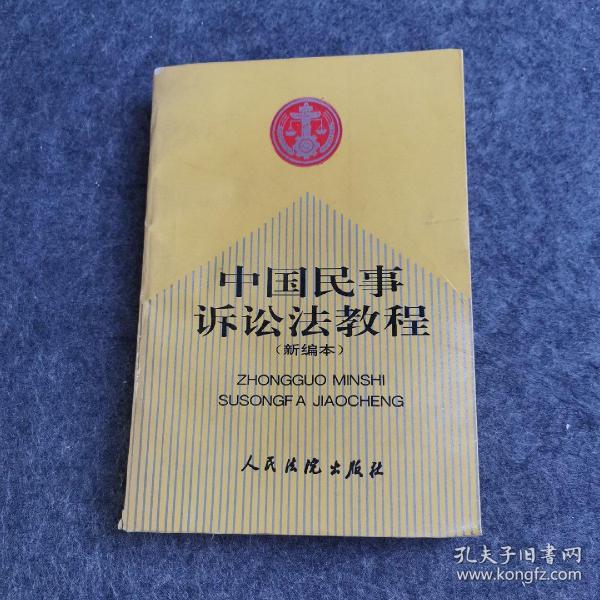 中国民事
诉讼法教程
（新编本）
ZHONGGUO MINSHI
SUSONGFA JIAOCHENG
人民法院出版社
孔夫子旧书网
www.kongfz.com